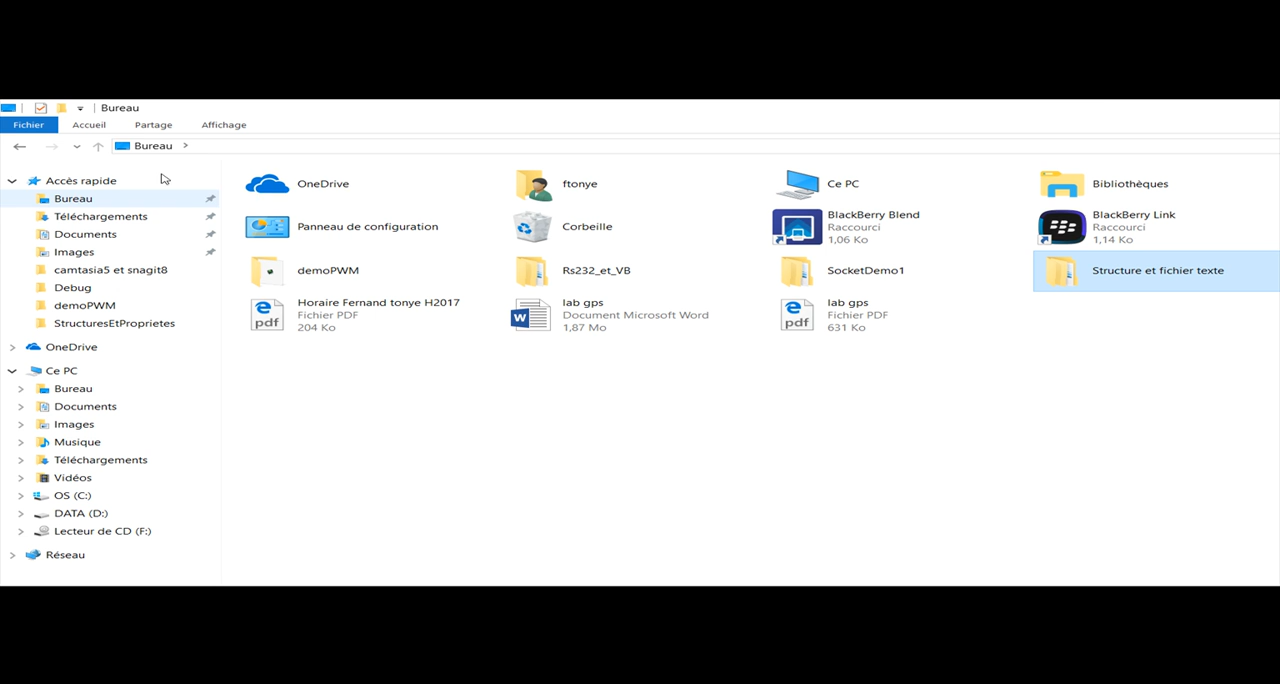 Bureau
Fichier Accueil Partage Affichage
Bureau
Accès rapide
Bureau
Téléchargements
Documents
Images
camtasia5 et snagit8
Debug
demoPWM
StructuresEtProprietes
OneDrive
Ce PC
Bureau
Documents
Images
Musique
Téléchargements
Vidéos
OS (C:)
DATA (D:)
Lecteur de CD (F:)
Réseau
OneDrive
ftonye
Ce PC
Bibliothèques
Panneau de configuration
Corbeille
BlackBerry Blend
Raccourci
1,06 Ko
BlackBerry Link
Raccourci
1,14 Ko
demoPWM
Rs232_et_VB
SocketDemo1
Structure et fichier texte
pdf
Horaire Fernand tonye H2017
Fichier PDF
204 Ko
lab gps
Document Microsoft Word
1,87 Mo
pdf
lab gps
Fichier PDF
631 Ko